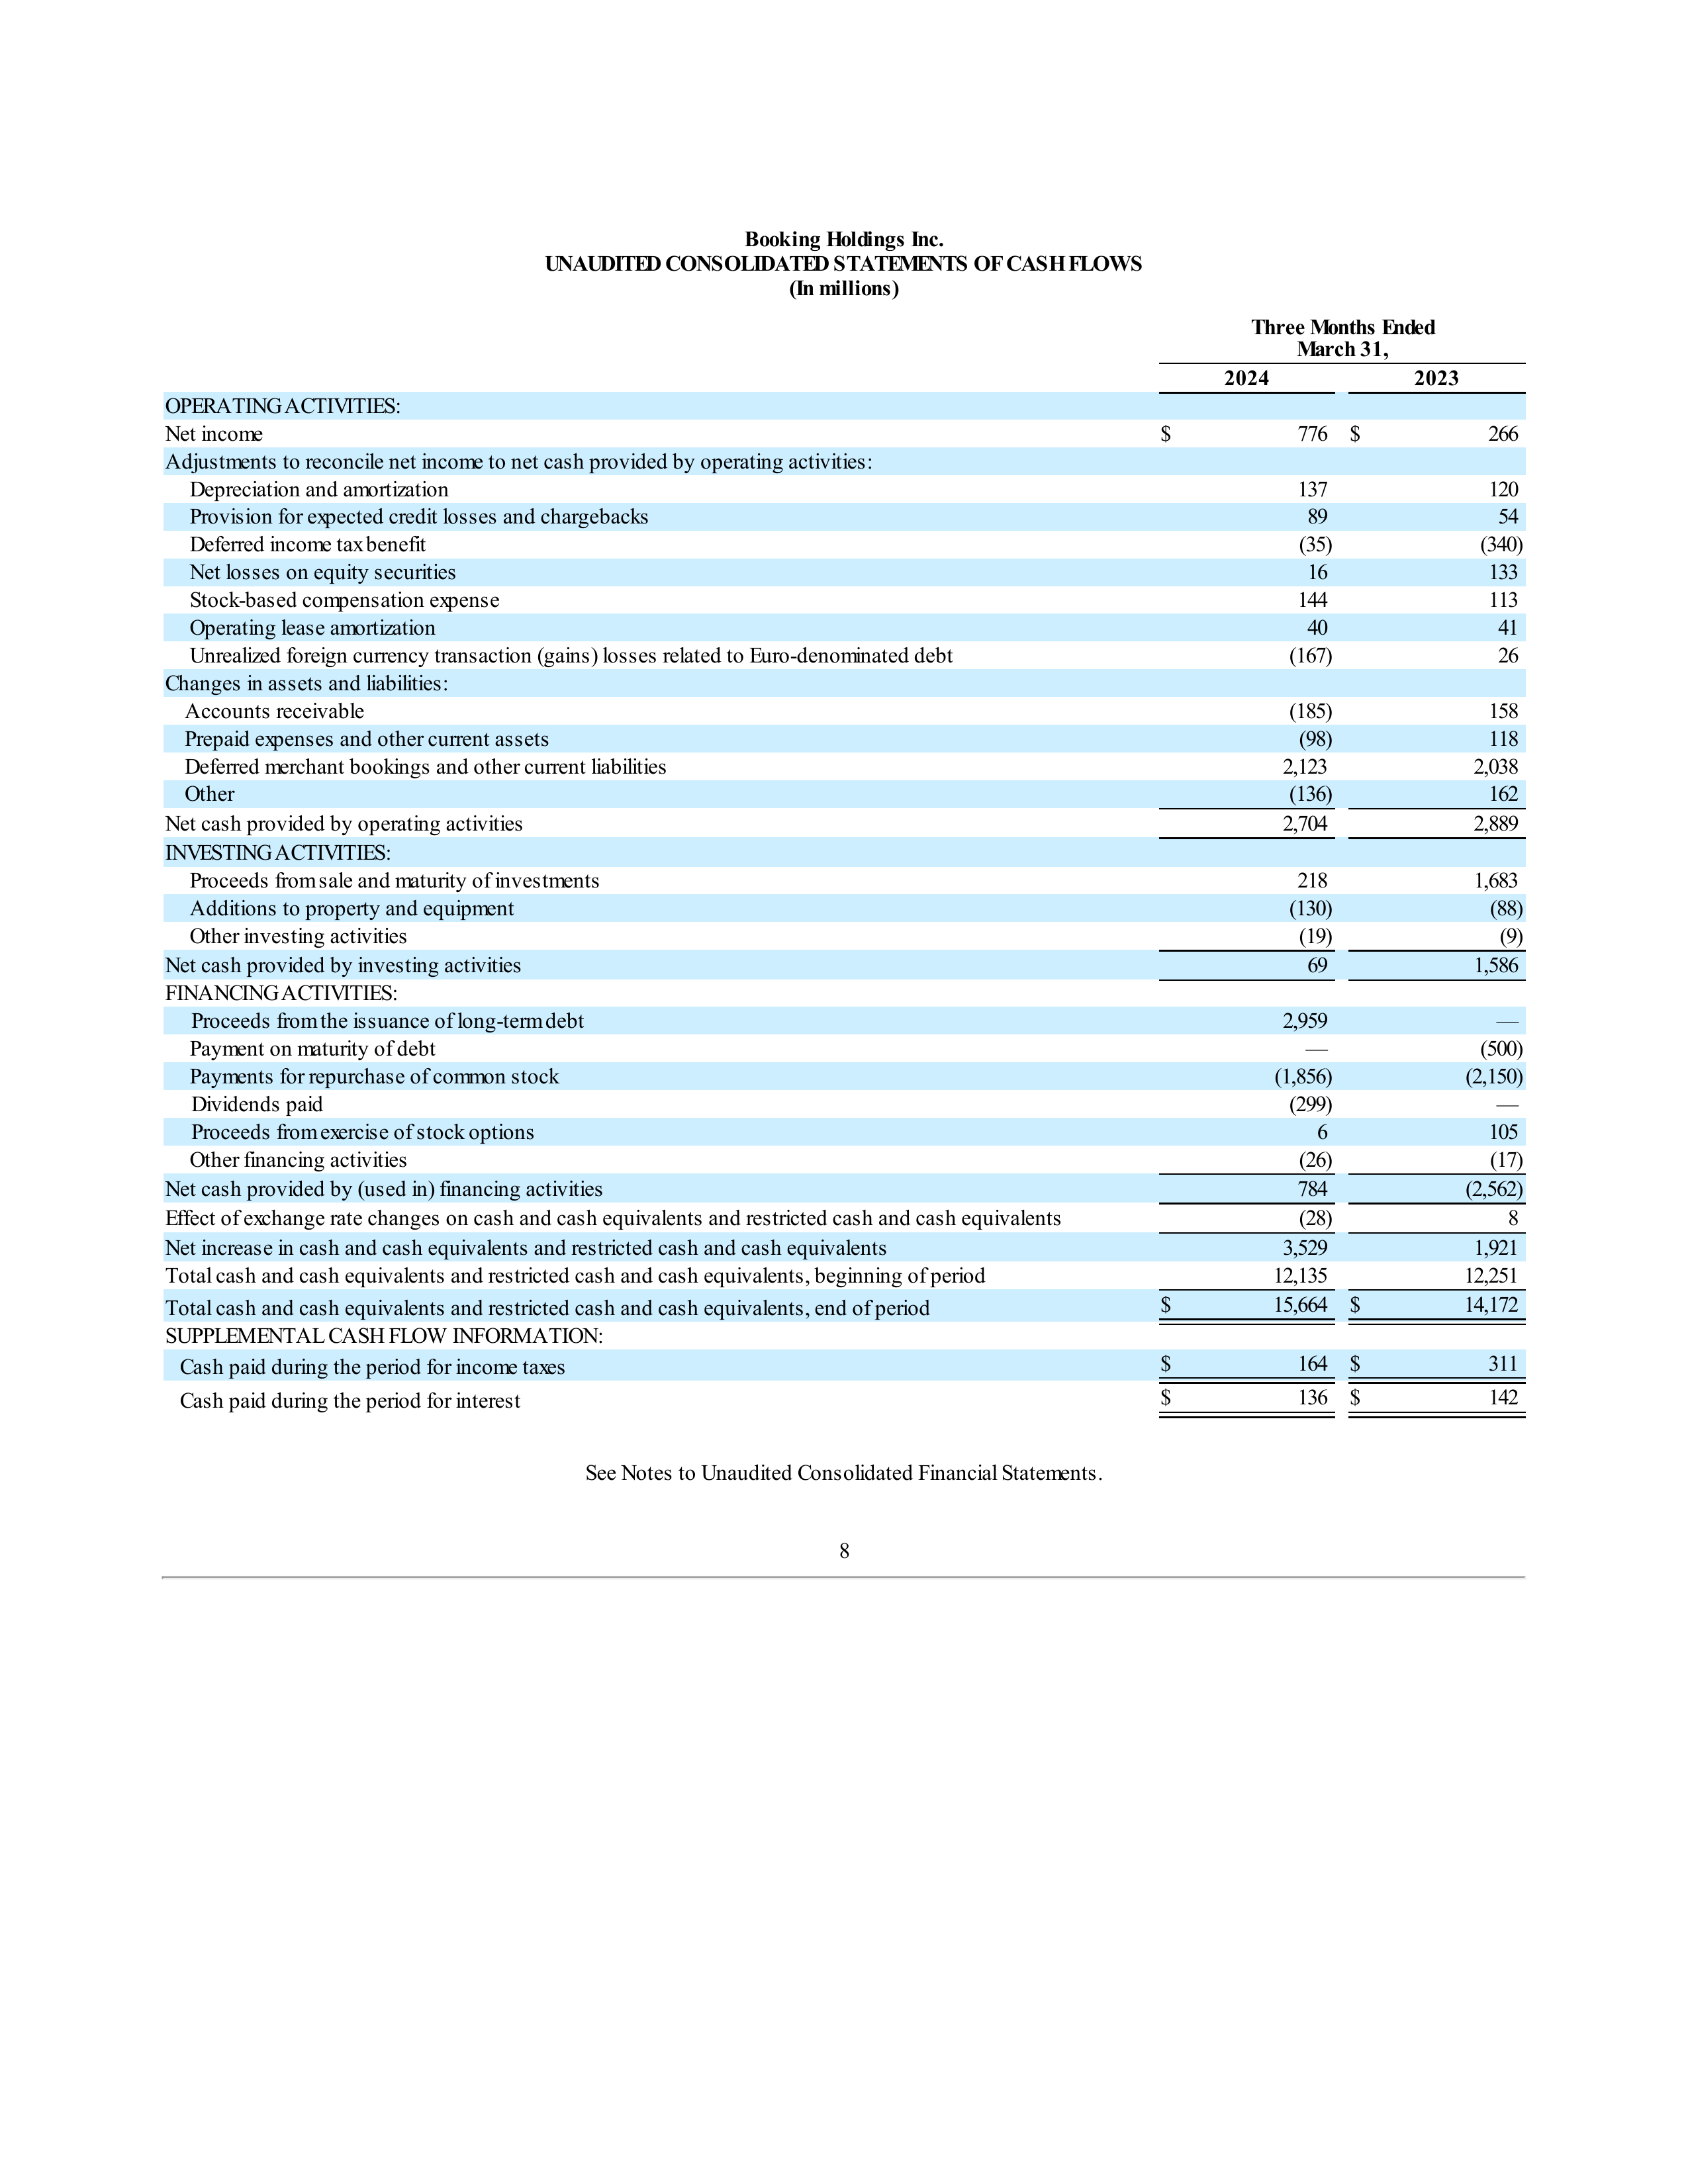 Booking Holdings Inc.
UNAUDITED CONSOLIDATED STATEMENTS OF CASH FLOWS
(In millions)
Three Months Ended
March 31,
2024 2023
OPERATING ACTIVITIES:
Net income $ 776 $ 266
Adjustments to reconcile net income to net cash provided by operating activities:
Depreciation and amortization 137 120
Provision for expected credit losses and chargebacks 89 54
Deferred income tax benefit (35) (340)
Net losses on equity securities 16 133
Stock-based compensation expense 144 113
Operating lease amortization 40 41
Unrealized foreign currency transaction (gains) losses related to Euro-denominated debt (167) 26
Changes in assets and liabilities:
Accounts receivable (185) 158
Prepaid expenses and other current assets (98) 118
Deferred merchant bookings and other current liabilities 2,123 2,038
Other (136) 162
Net cash provided by operating activities 2,704 2,889
INVESTING ACTIVITIES:
Proceeds from sale and maturity of investments 218 1,683
Additions to property and equipment (130) (88)
Other investing activities (19) (9)
Net cash provided by investing activities 69 1,586
FINANCING ACTIVITIES:
Proceeds from the issuance of long-term debt 2,959 —
Payment on maturity of debt — (500)
Payments for repurchase of common stock (1,856) (2,150)
Dividends paid (299) —
Proceeds from exercise of stock options 6 105
Other financing activities (26) (17)
Net cash provided by (used in) financing activities 784 (2,562)
Effect of exchange rate changes on cash and cash equivalents and restricted cash and cash equivalents (28) 8
Net increase in cash and cash equivalents and restricted cash and cash equivalents 3,529 1,921
Total cash and cash equivalents and restricted cash and cash equivalents, beginning of period 12,135 12,251
Total cash and cash equivalents and restricted cash and cash equivalents, end of period $ 15,664 $ 14,172
SUPPLEMENTAL CASH FLOW INFORMATION:
Cash paid during the period for income taxes $ 164 $ 311
Cash paid during the period for interest $ 136 $ 142
See Notes to Unaudited Consolidated Financial Statements.
8